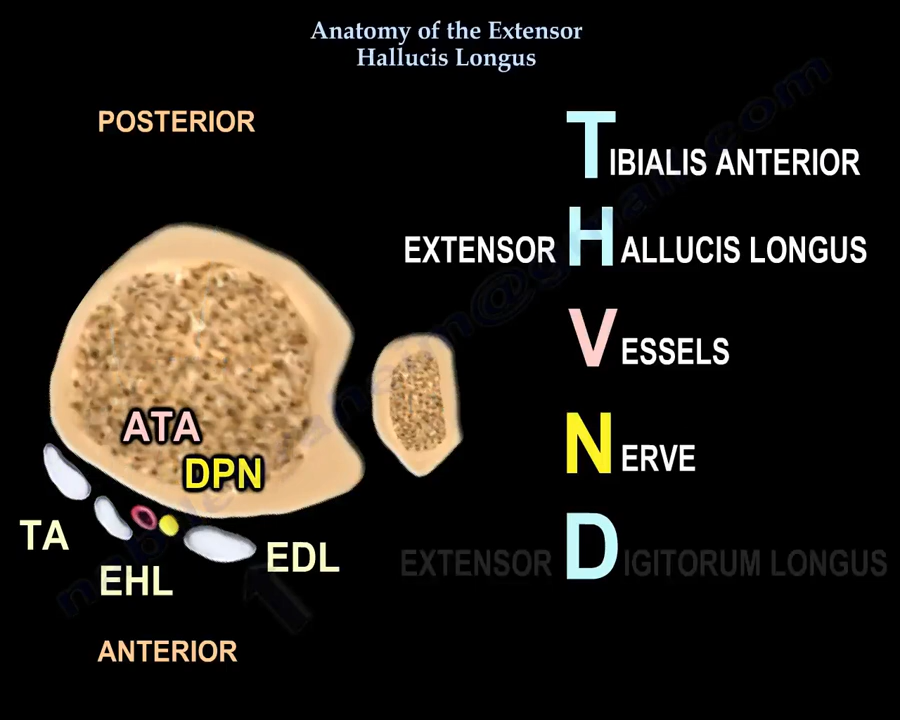 Anatomy of the Extensor
Hallucis Longus
POSTERIOR
TIBIALIS ANTERIOR
EXTENSOR HALLUCIS LONGUS
VESSELS
ATA
NERVE
DPN
TA
EXTENSOR DIGITORUM LONGUS
EDL
EHL
ANTERIOR